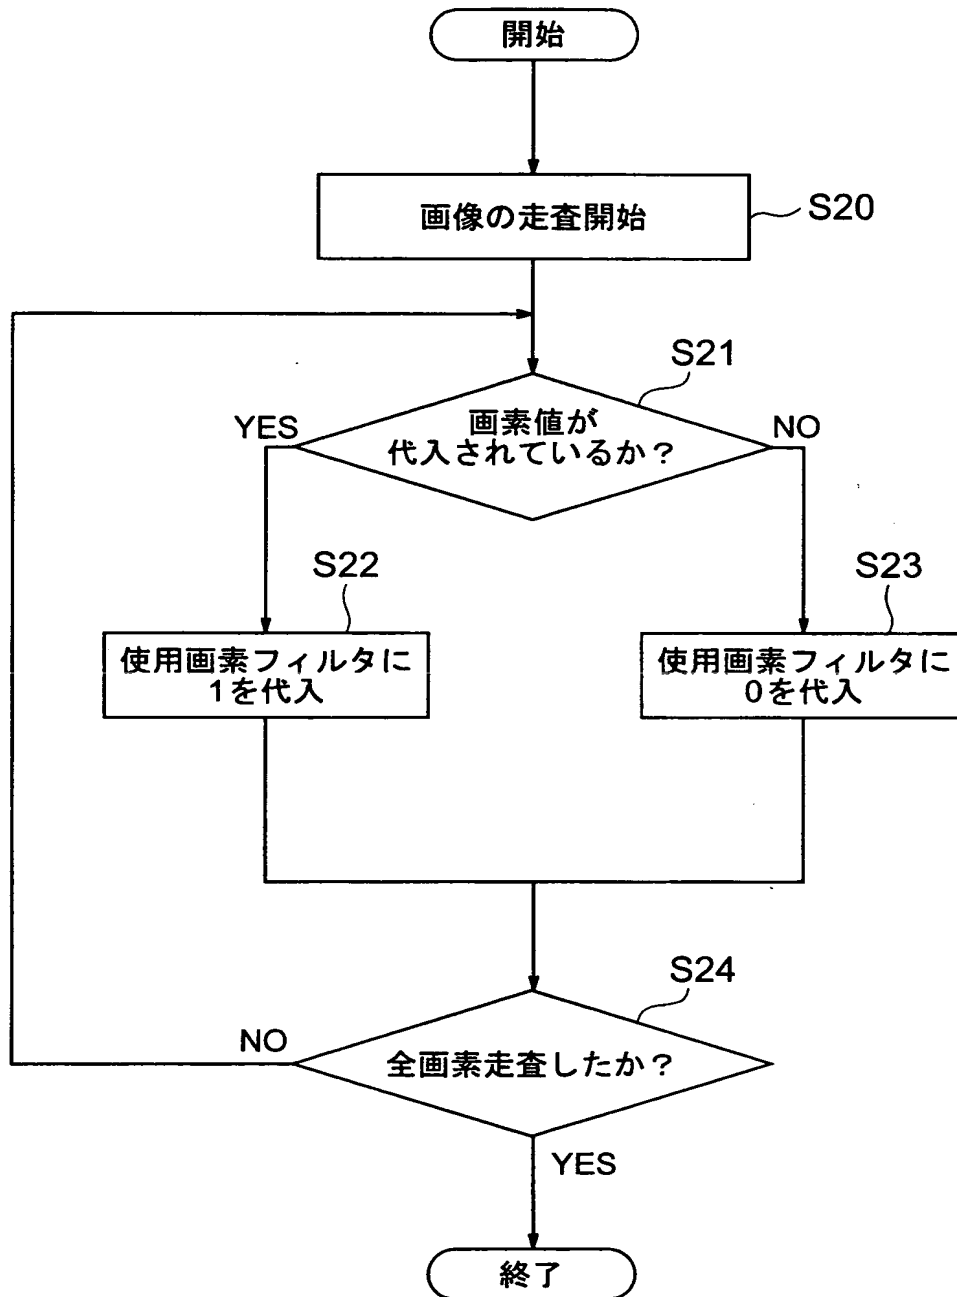 開始
画像の走査開始
S20
S21
画素値が
代入されているか?
YES
NO
S22
S23
使用画素フィルタに
1を代入
使用画素フィルタに
0を代入
S24
全画素走査したか?
NO
YES
終了